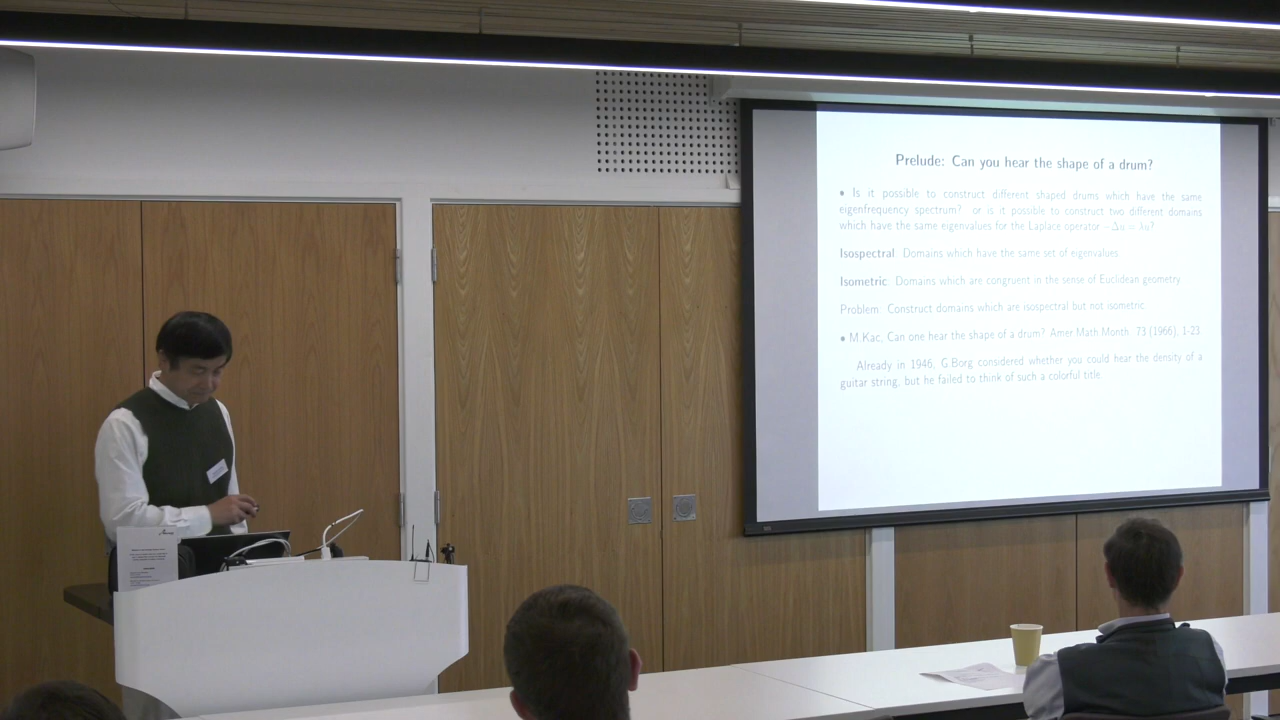 Prelude: Can you hear the shape of a drum?
• Is it possible to construct different shaped drums which have the same
eigenfrequency spectrum? or is it possible to construct two different domains
which have the same eigenvalues for the Laplace operator −Δu = λu?
Isospectral: Domains which have the same set of eigenvalues.
Isometric: Domains which are congruent in the sense of Euclidean geometry.
Problem: Construct domains which are isospectral but not isometric.
• M.Kac, Can one hear the shape of a drum? Amer.Math.Month. 73 (1966), 1-23.
Already in 1946, G.Borg considered whether you could hear the density of a
guitar string, but he failed to think of such a colorful title.